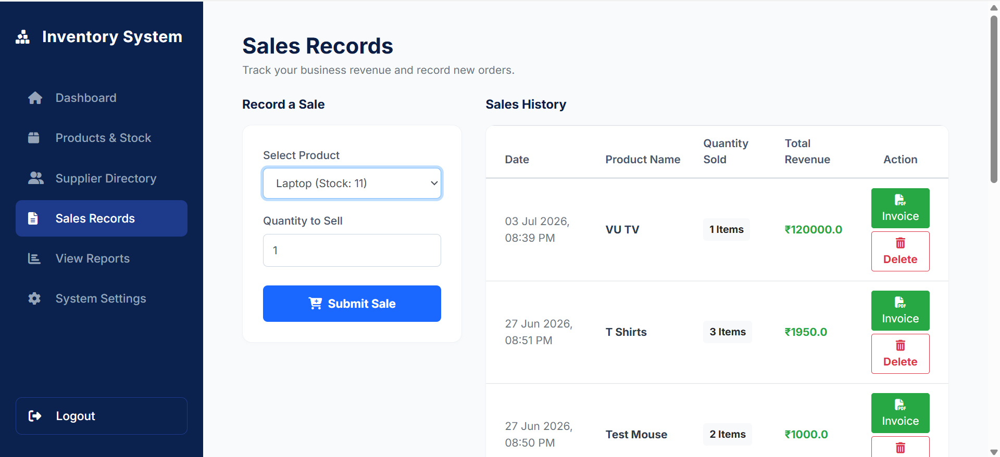 Inventory System
Dashboard
Products & Stock
Supplier Directory
Sales Records
View Reports
System Settings
Logout
Sales Records
Track your business revenue and record new orders.
Record a Sale
Select Product
Laptop (Stock: 11)
Quantity to Sell
1
Submit Sale
Sales History
Date
Product Name
Quantity
Sold
Total
Revenue
Action
03 Jul 2026,
08:39 PM
VU TV
1 Items
₹120000.0
PDF
Invoice
Delete
27 Jun 2026,
08:51 PM
T Shirts
3 Items
₹1950.0
PDF
Invoice
Delete
27 Jun 2026,
08:50 PM
Test Mouse
2 Items
₹1000.0
PDF
Invoice